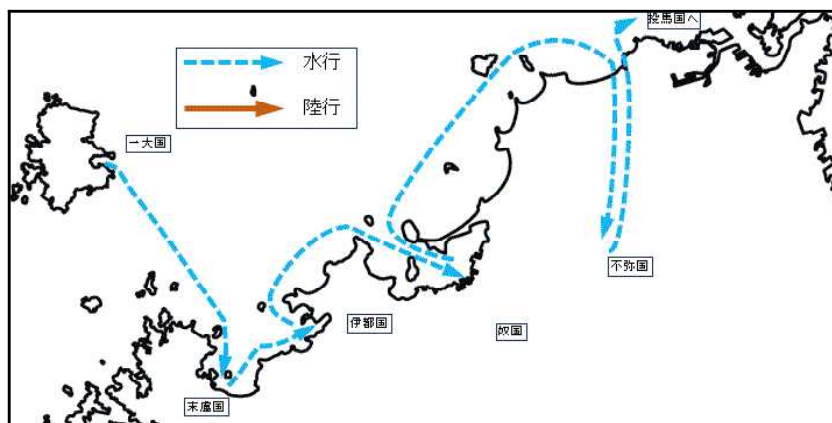 投馬国へ
水行
陸行
一大国
不弥国
伊都国
奴国
末盧国